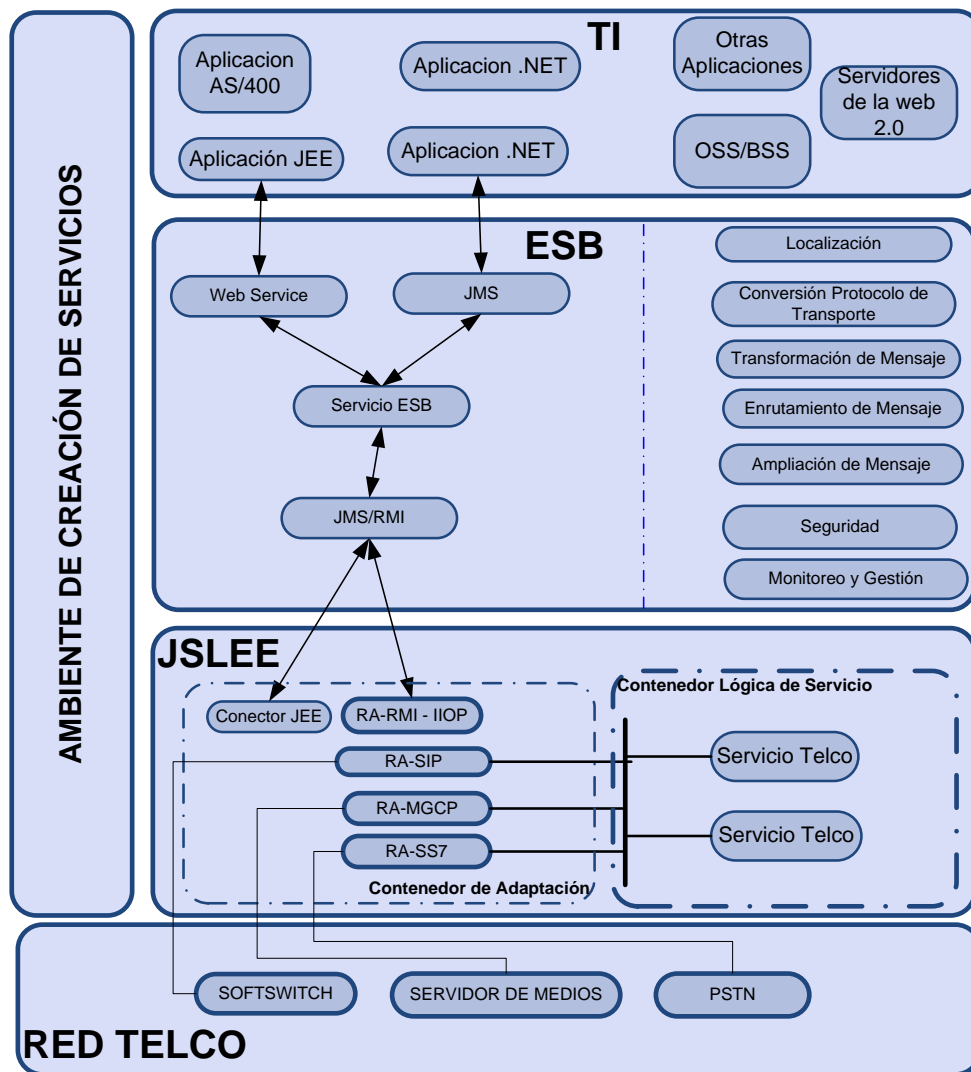 AMBIENTE DE CREACIÓN DE SERVICIOS
TI
Aplicacion
AS/400
Aplicacion .NET
Otras
Aplicaciones
Servidores
de la web
2.0
Aplicación JEE
Aplicacion .NET
OSS/BSS
ESB
Web Service
JMS
Servicio ESB
JMS/RMI
Localización
Conversión Protocolo de
Transporte
Transformación de Mensaje
Enrutamiento de Mensaje
Ampliación de Mensaje
Seguridad
Monitoreo y Gestión
JSLEE
Conector JEE
RA-RMI - IIOP
RA-SIP
RA-MGCP
RA-SS7
Contenedor de Adaptación
Contenedor Lógica de Servicio
Servicio Telco
Servicio Telco
SOFTSWITCH
SERVIDOR DE MEDIOS
PSTN
RED TELCO